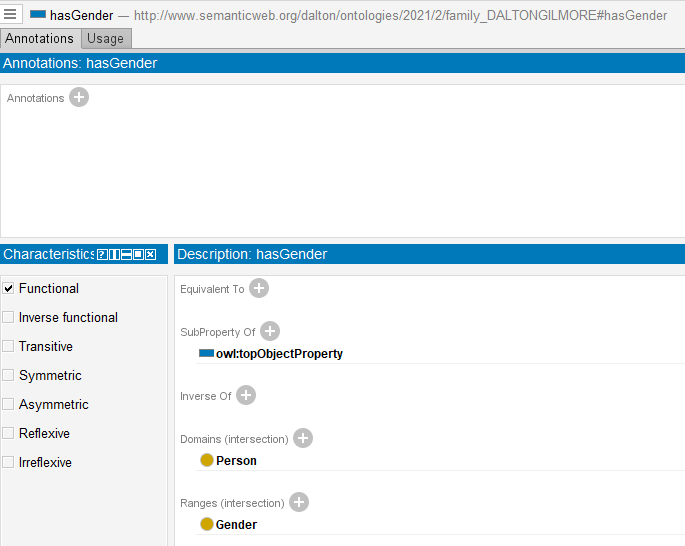 hasGender — http://www.semanticweb.org/dalton/ontologies/2021/2/family_DALTONGILMORE#hasGender
Annotations Usage
Annotations: hasGender
Annotations
Characteristics
Functional
Inverse functional
Transitive
Symmetric
Asymmetric
Reflexive
Irreflexive
Description: hasGender
Equivalent To
SubProperty Of
owl:topObjectProperty
Inverse Of
Domains (intersection)
Person
Ranges (intersection)
Gender